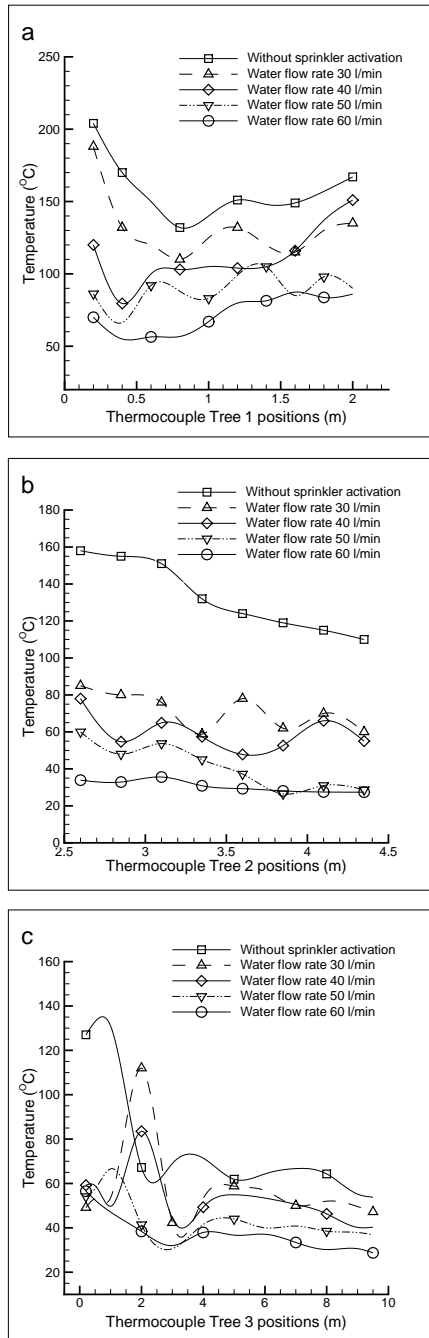 a
Without sprinkler activation
Water flow rate 30 l/min
Water flow rate 40 l/min
Water flow rate 50 l/min
Water flow rate 60 l/min
Temperature (°C)
250
200
150
100
50
0 0.5 1 1.5 2
Thermocouple Tree 1 positions (m)
b
Without sprinkler activation
Water flow rate 30 l/min
Water flow rate 40 l/min
Water flow rate 50 l/min
Water flow rate 60 l/min
Temperature (°C)
180
160
140
120
100
80
60
40
20
0
2.5 3 3.5 4 4.5
Thermocouple Tree 2 positions (m)
c
Without sprinkler activation
Water flow rate 30 l/min
Water flow rate 40 l/min
Water flow rate 50 l/min
Water flow rate 60 l/min
Temperature (°C)
160
140
120
100
80
60
40
20
0 2 4 6 8 10
Thermocouple Tree 3 positions (m)